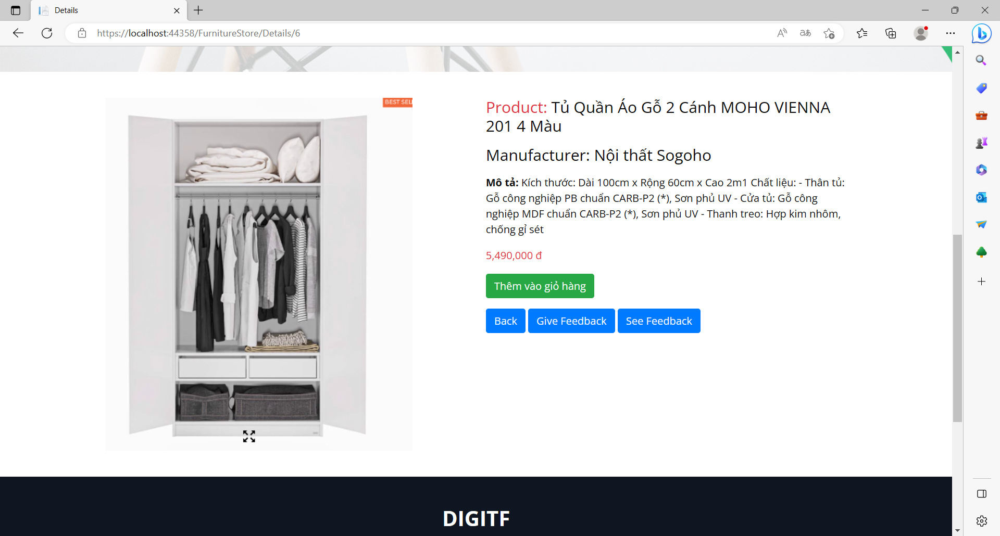 Details
https://localhost:44358/FurnitureStore/Details/6
BEST SELL
Product: Tủ Quần Áo Gỗ 2 Cánh MOHO VIENNA
201 4 Màu
Manufacturer: Nội thất Sogoho
Mô tả: Kích thước: Dài 100cm x Rộng 60cm x Cao 2m1 Chất liệu: - Thân tủ:
Gỗ công nghiệp PB chuẩn CARB-P2 (*), Sơn phủ UV - Cửa tủ: Gỗ công
nghiệp MDF chuẩn CARB-P2 (*), Sơn phủ UV - Thanh treo: Hợp kim nhôm,
chống gỉ sét
5,490,000 đ
Thêm vào giỏ hàng
Back Give Feedback See Feedback
DIGITF